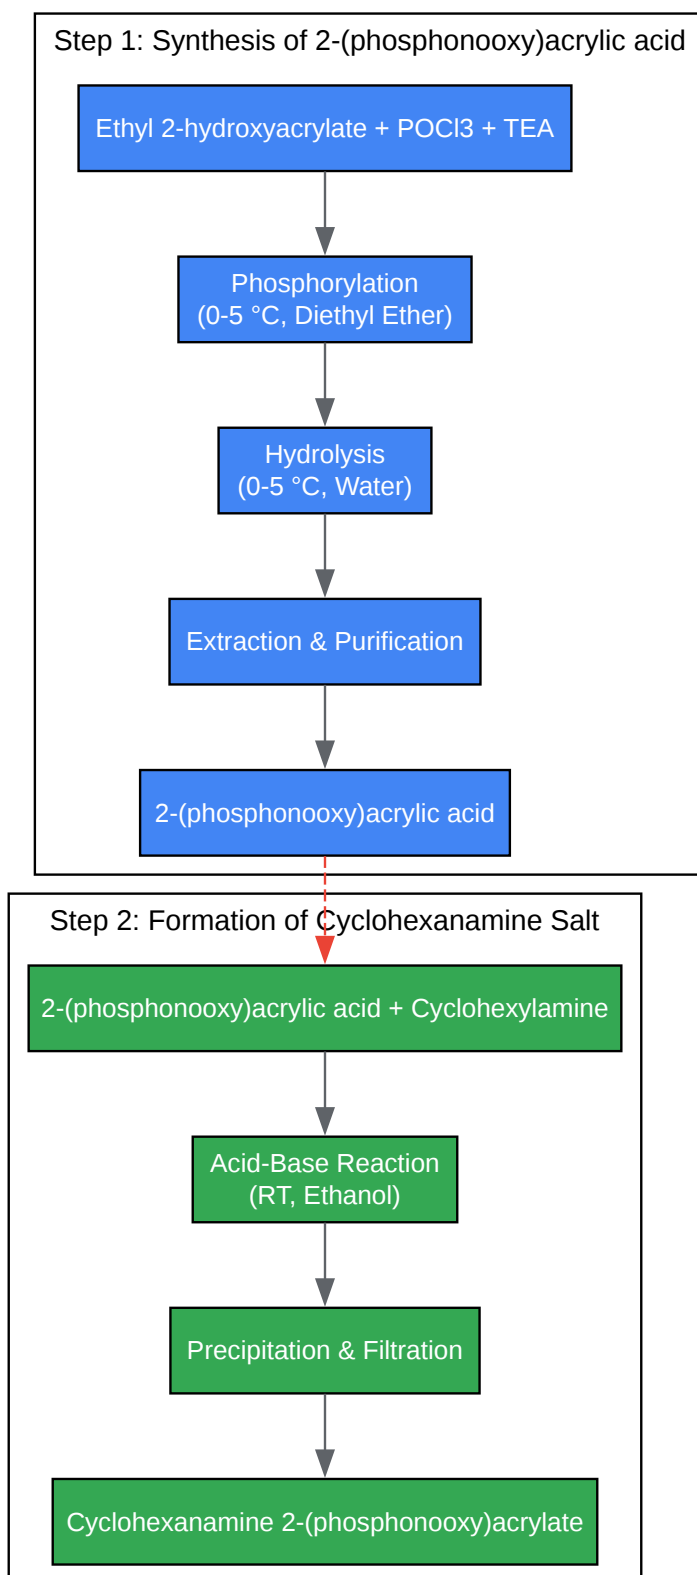 Step 1: Synthesis of 2-(phosphonooxy)acrylic acid
Ethyl 2-hydroxyacrylate + POCl3 + TEA
Phosphorylation
(0-5 °C, Diethyl Ether)
Hydrolysis
(0-5 °C, Water)
Extraction & Purification
2-(phosphonooxy)acrylic acid
Step 2: Formation of Cyclohexanamine Salt
2-(phosphonooxy)acrylic acid + Cyclohexylamine
Acid-Base Reaction
(RT, Ethanol)
Precipitation & Filtration
Cyclohexanamine 2-(phosphonooxy)acrylate